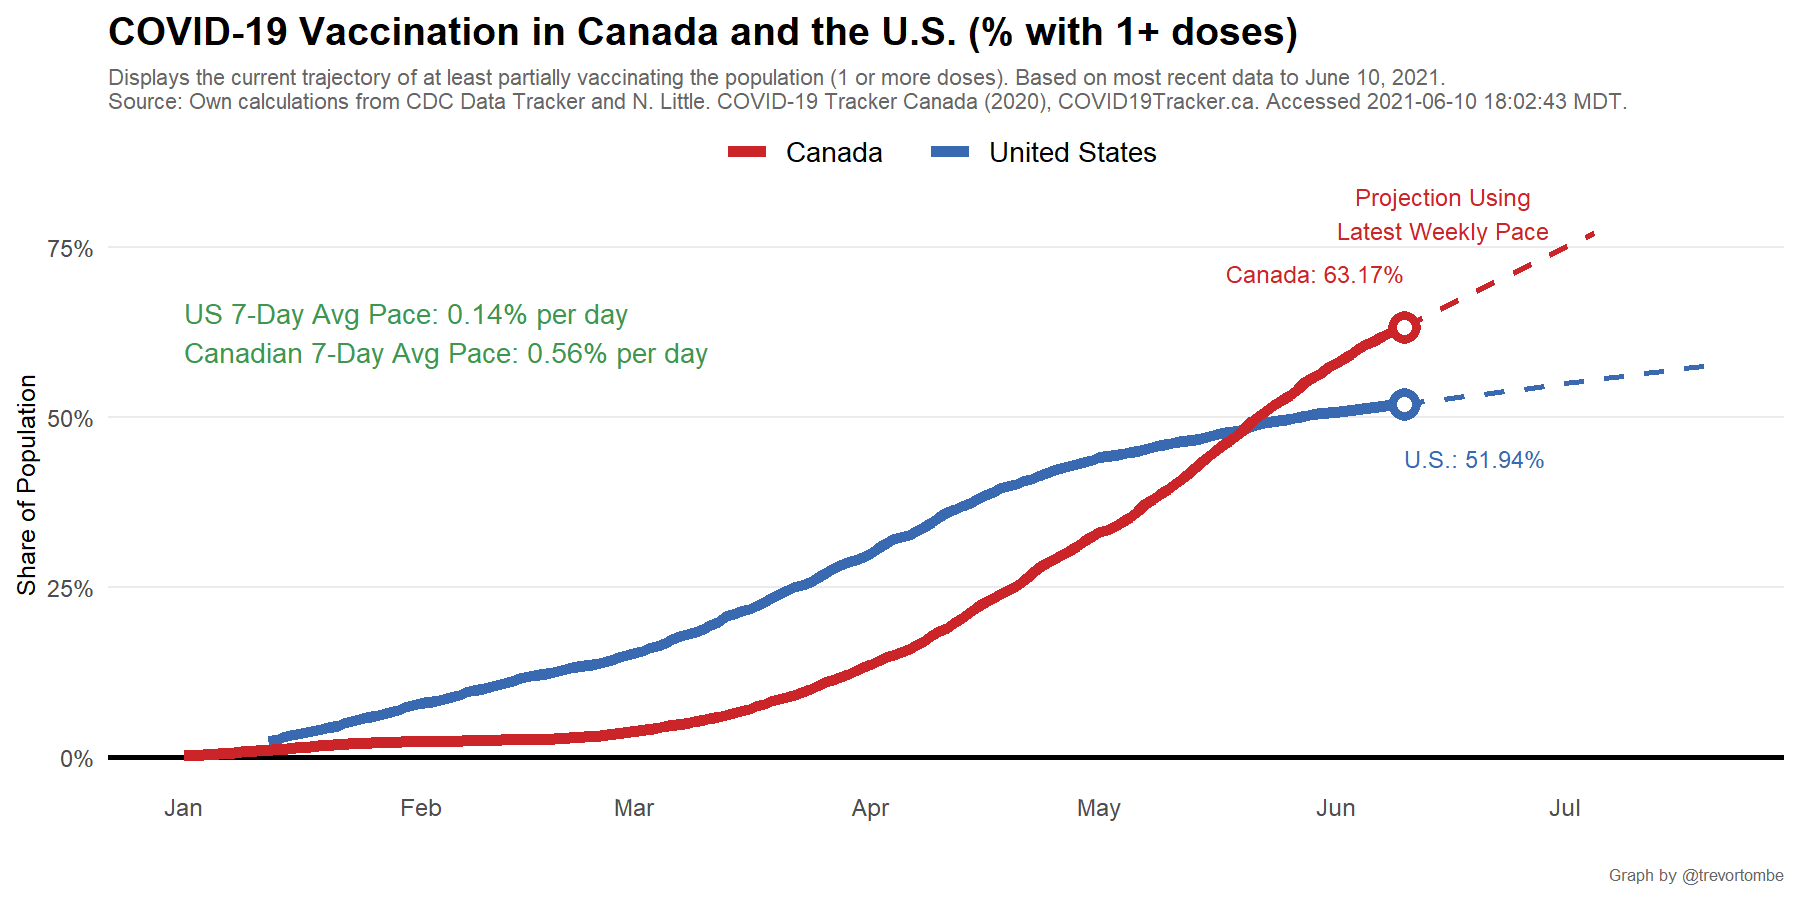 COVID-19 Vaccination in Canada and the U.S. (% with 1+ doses)
Displays the current trajectory of at least partially vaccinating the population (1 or more doses). Based on most recent data to June 10, 2021.
Source: Own calculations from CDC Data Tracker and N. Little. COVID-19 Tracker Canada (2020), COVID19Tracker.ca. Accessed 2021-06-10 18:02:43 MDT.
Canada
United States
Projection Using
Latest Weekly Pace
Canada: 63.17%
US 7-Day Avg Pace: 0.14% per day
Canadian 7-Day Avg Pace: 0.56% per day
U.S.: 51.94%
Share of Population
75%
50%
25%
0%
Jan
Feb
Mar
Apr
May
Jun
Jul
Graph by @trevortombe